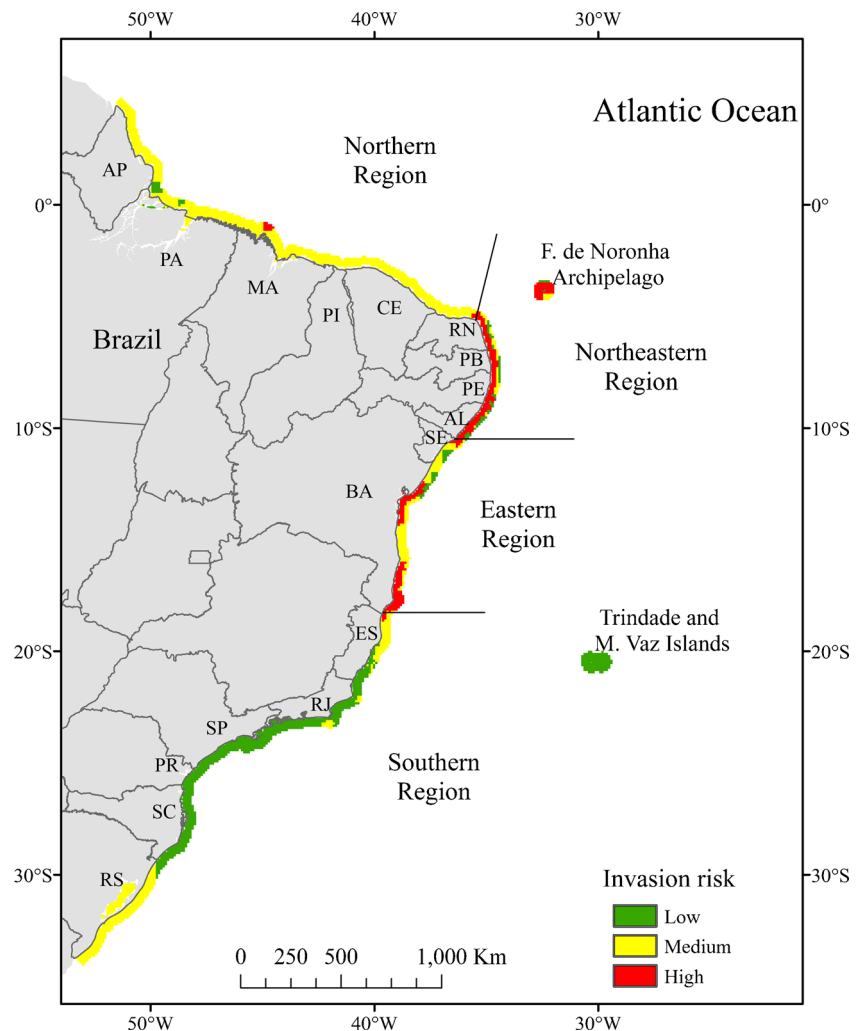 50°W 40°W 30°W
Atlantic Ocean
Northern
Region
AP
0°
0°
F. de Noronha
Archipelago
PA
MA
PI
CE
RN
Brazil
PB
Northeastern
Region
PE
AL
10°S
SE
10°S
BA
Eastern
Region
Trindade and
M. Vaz Islands
ES
20°S
20°S
RJ
SP
PR
Southern
Region
SC
30°S
RS
30°S
Invasion risk
Low
Medium
High
0 250 500 1,000 Km
50°W 40°W 30°W